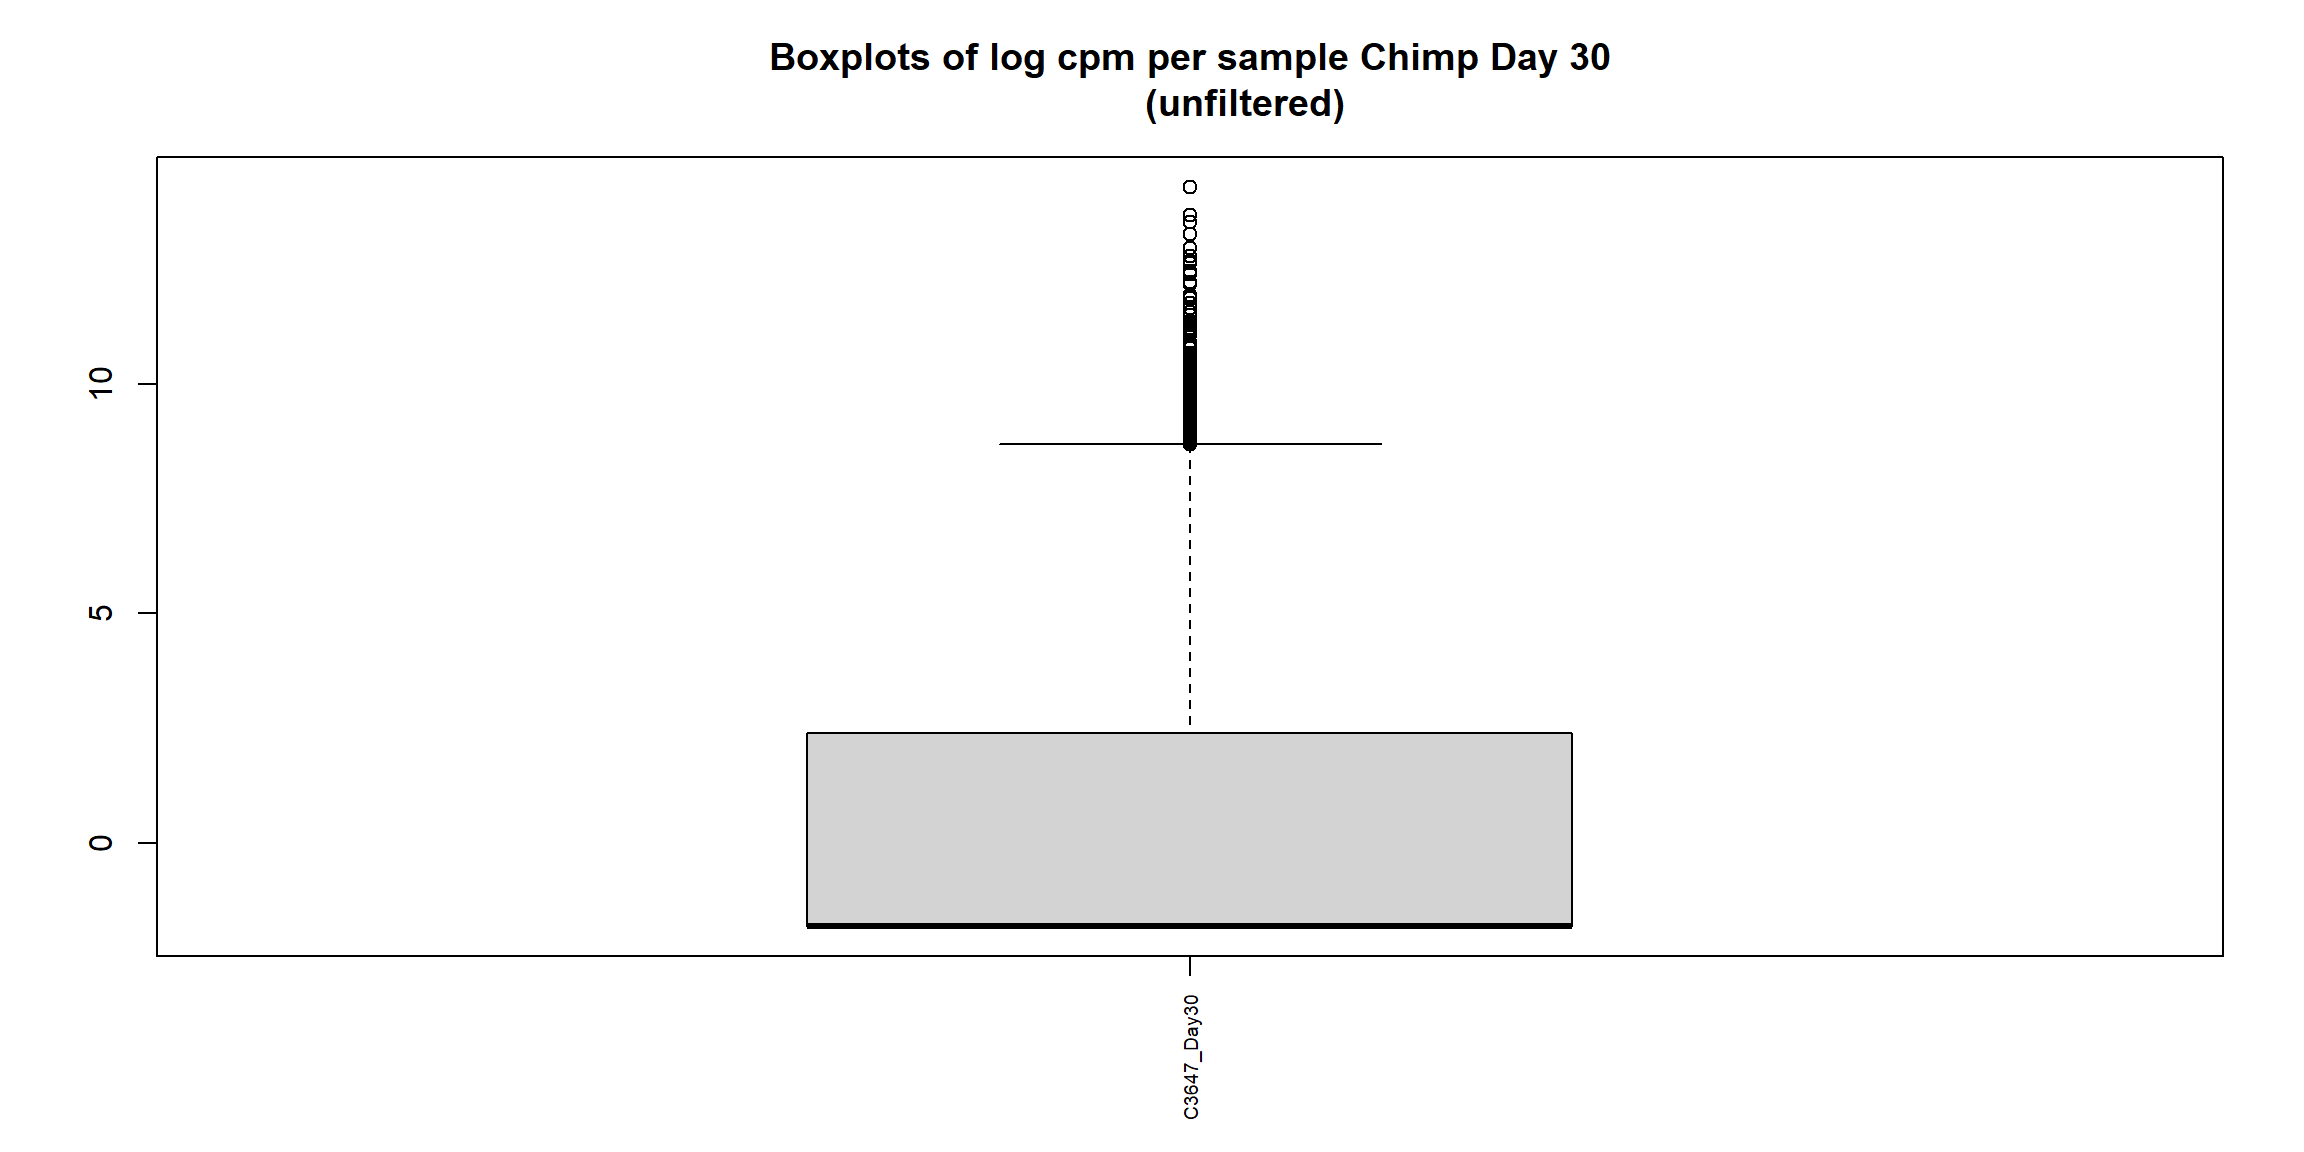 Boxplots of log cpm per sample Chimp Day 30
(unfiltered)
10
5
0
C3647_Day30